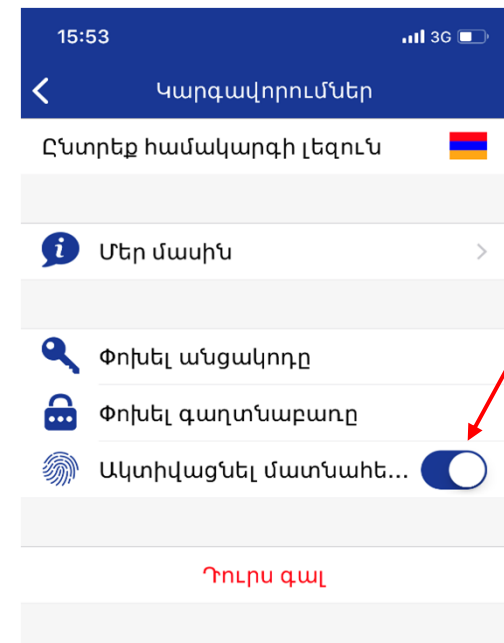 15:53 3G
Կարգավորումներ
Ընտրեք համակարգի լեզուն
Մեր մասին
Փոխել անցակոդը
Փոխել գաղտնաբառը
Ակտիվացնել մատնահե...
Դուրս գալ